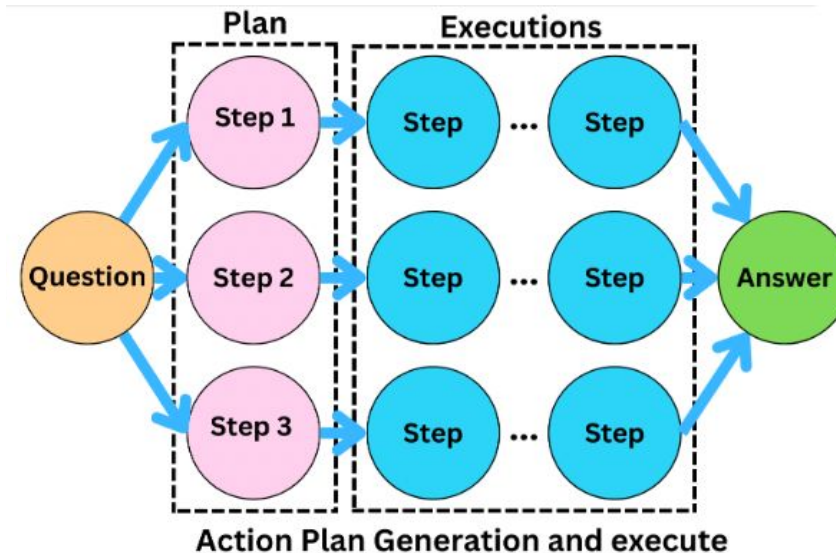 Plan Executions
Step 1 Step ... Step
Question Step 2 Step ... Step Answer
Step 3 Step ... Step
Action Plan Generation and execute